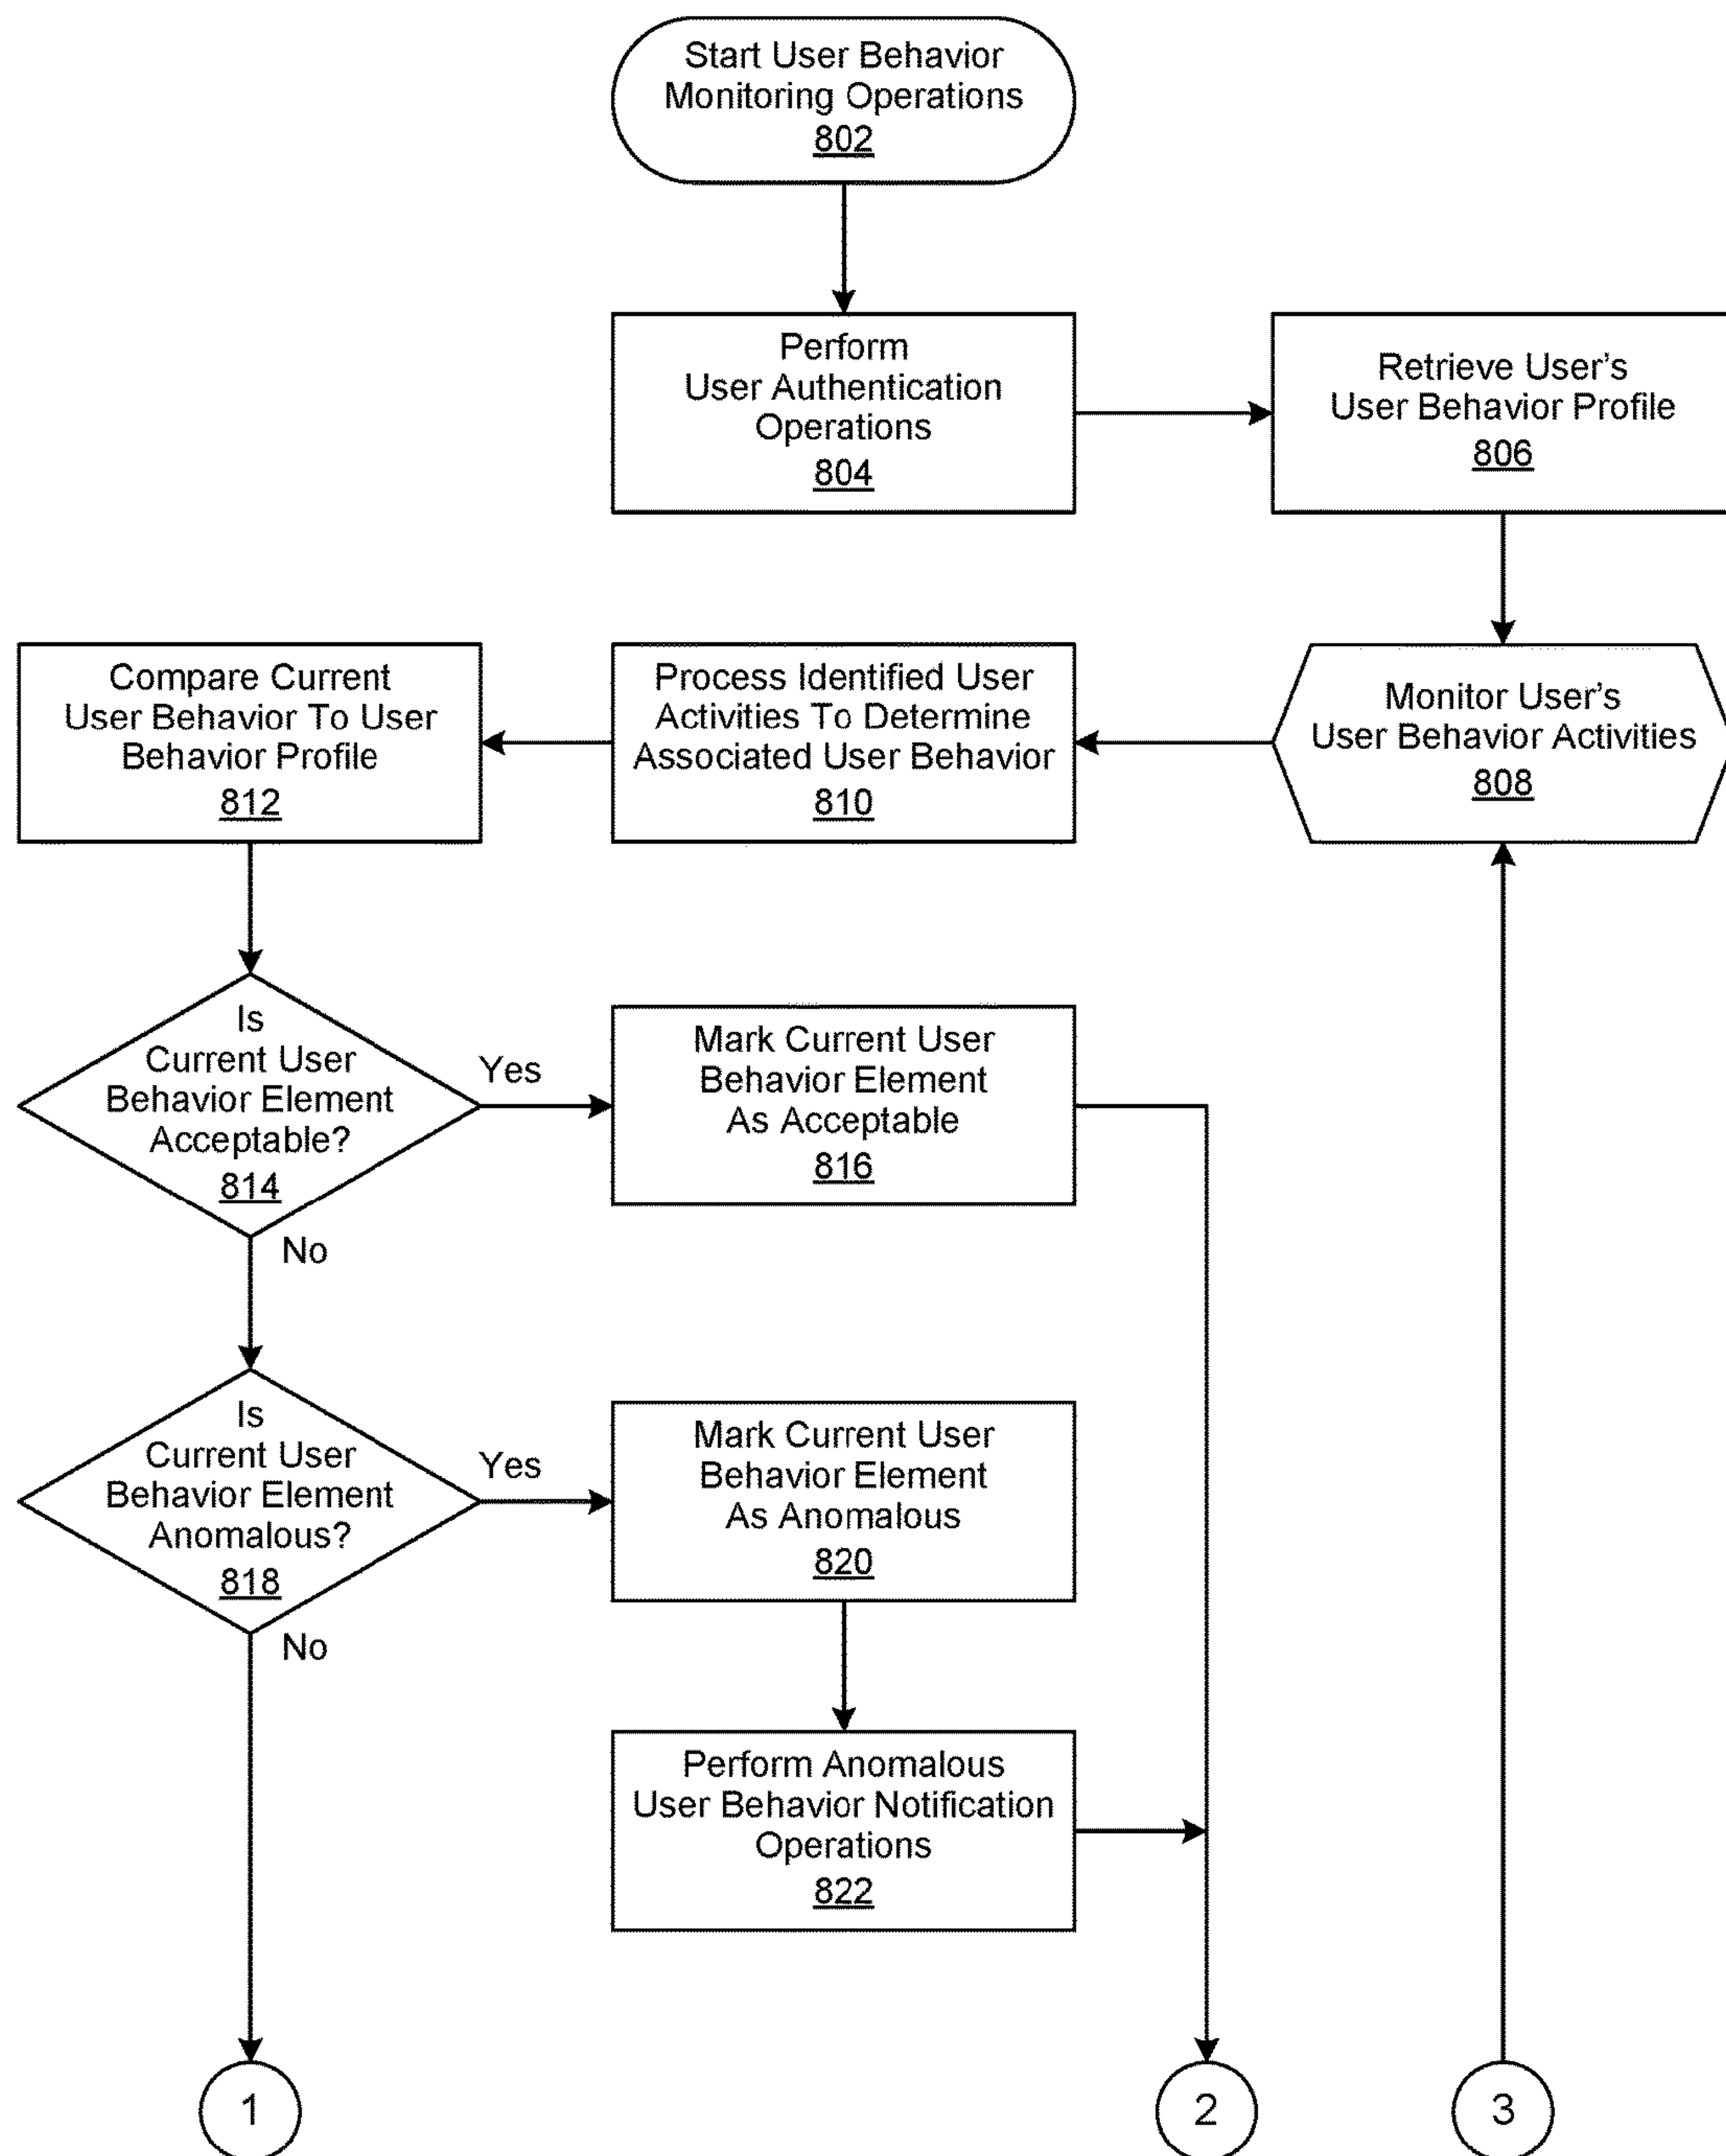 Start User Behavior
Monitoring Operations
802
Perform
User Authentication
Operations
804
Retrieve User's
User Behavior Profile
806
Compare Current
User Behavior To User
Behavior Profile
812
Process Identified User
Activities To Determine
Associated User Behavior
810
Monitor User's
User Behavior Activities
808
Is
Current User
Behavior Element
Acceptable?
814
Yes
No
Mark Current User
Behavior Element
As Acceptable
816
Is
Current User
Behavior Element
Anomalous?
818
Yes
No
Mark Current User
Behavior Element
As Anomalous
820
Perform Anomalous
User Behavior Notification
Operations
822
1
2
3